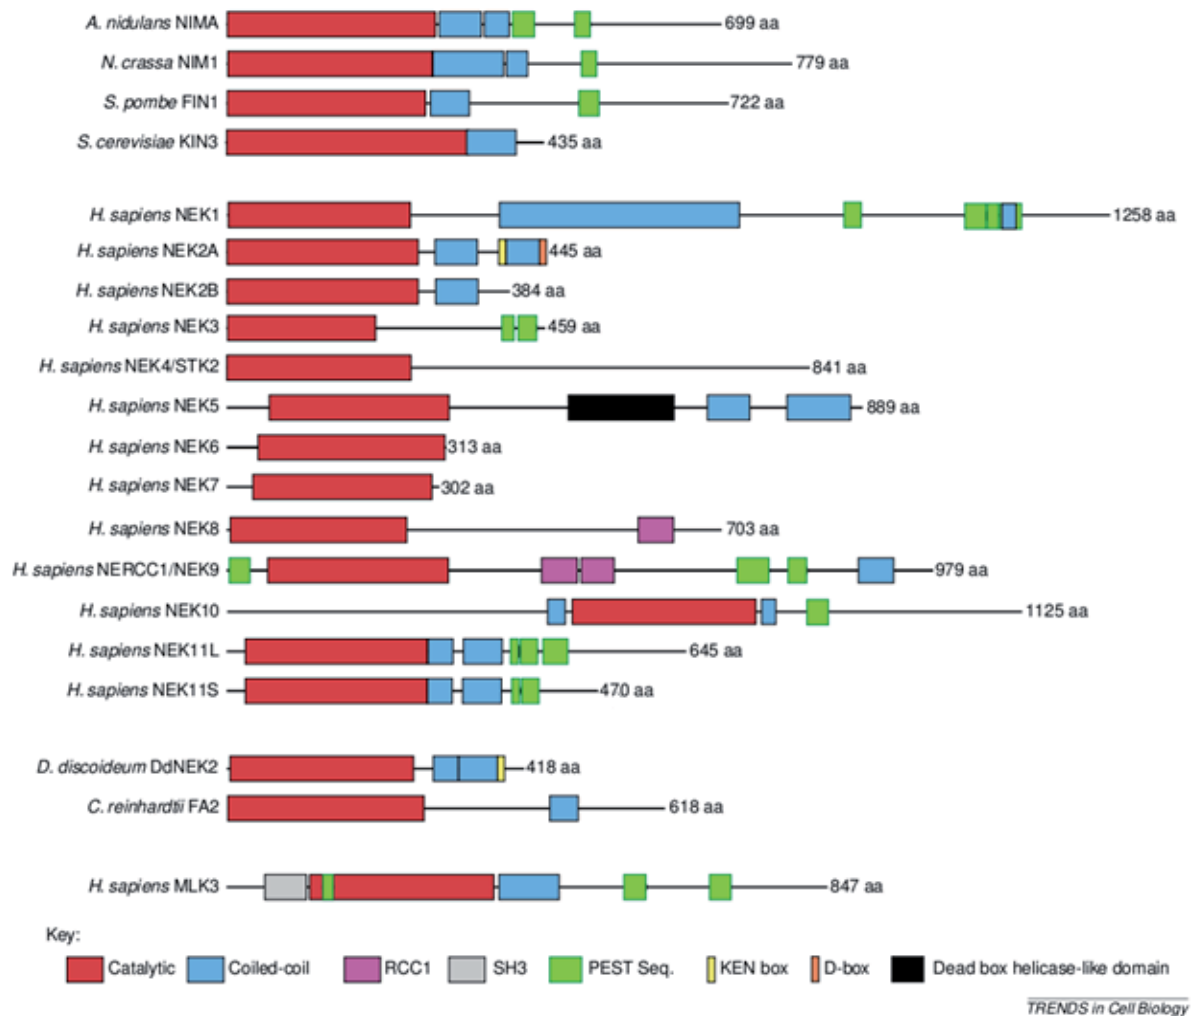 A. nidulans NIMA 699 aa
N. crassa NIM1 779 aa
S. pombe FIN1 722 aa
S. cerevisiae KIN3 435 aa
H. sapiens NEK1 1258 aa
H. sapiens NEK2A 445 aa
H. sapiens NEK2B 384 aa
H. sapiens NEK3 459 aa
H. sapiens NEK4/STK2 841 aa
H. sapiens NEK5 889 aa
H. sapiens NEK6 313 aa
H. sapiens NEK7 302 aa
H. sapiens NEK8 703 aa
H. sapiens NERCC1/NEK9 979 aa
H. sapiens NEK10 1125 aa
H. sapiens NEK11L 645 aa
H. sapiens NEK11S 470 aa
D. discoideum DdNEK2 418 aa
C. reinhardtii FA2 618 aa
H. sapiens MLK3 847 aa
Key:
Catalytic Coiled-coil RCC1 SH3 PEST Seq. KEN box D-box Dead box helicase-like domain
TRENDS in Cell Biology